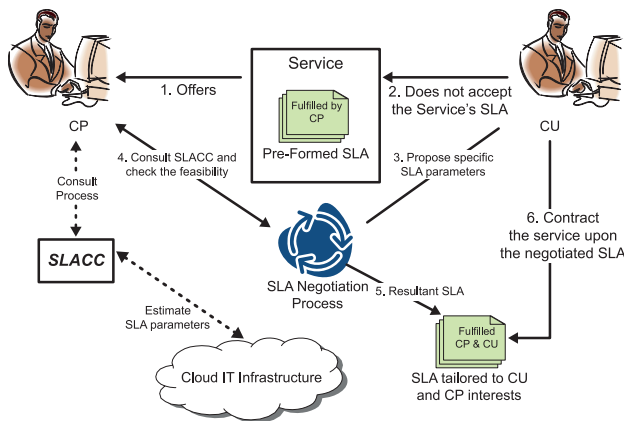 Service
1. Offers
2. Does not accept
the Service's SLA
Fulfilled by
CP
Pre-Formed SLA
CP
CU
4. Consult SLACC and
check the feasibility
3. Propose specific
SLA parameters
Consult
Process
6. Contract
the service upon
the negotiated SLA
SLACC
SLA Negotiation
Process
5. Resultant SLA
Estimate
SLA parameters
Fulfilled
CP & CU
Cloud IT Infrastructure
SLA tailored to CU
and CP interests